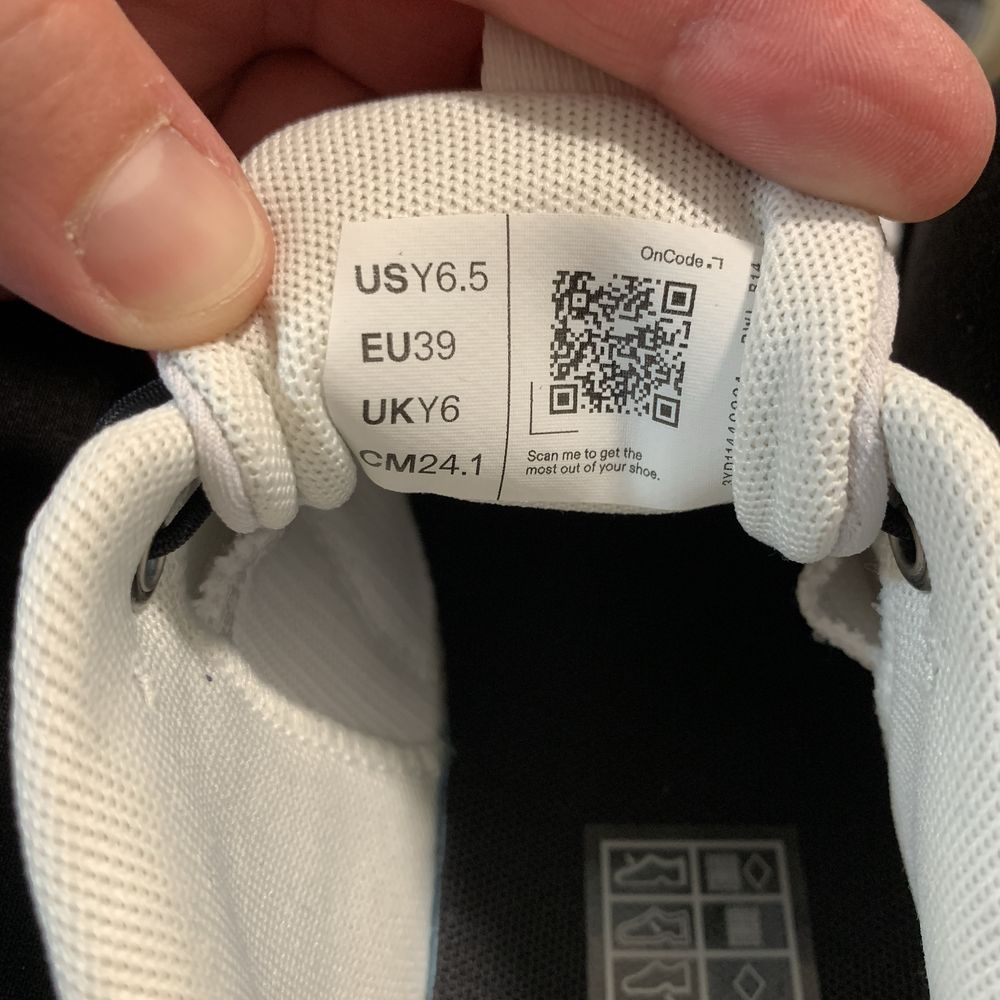 USY6.5
EU39
UKY6
CM24.1
OnCode
Scan me to get the
most out of your shoe.